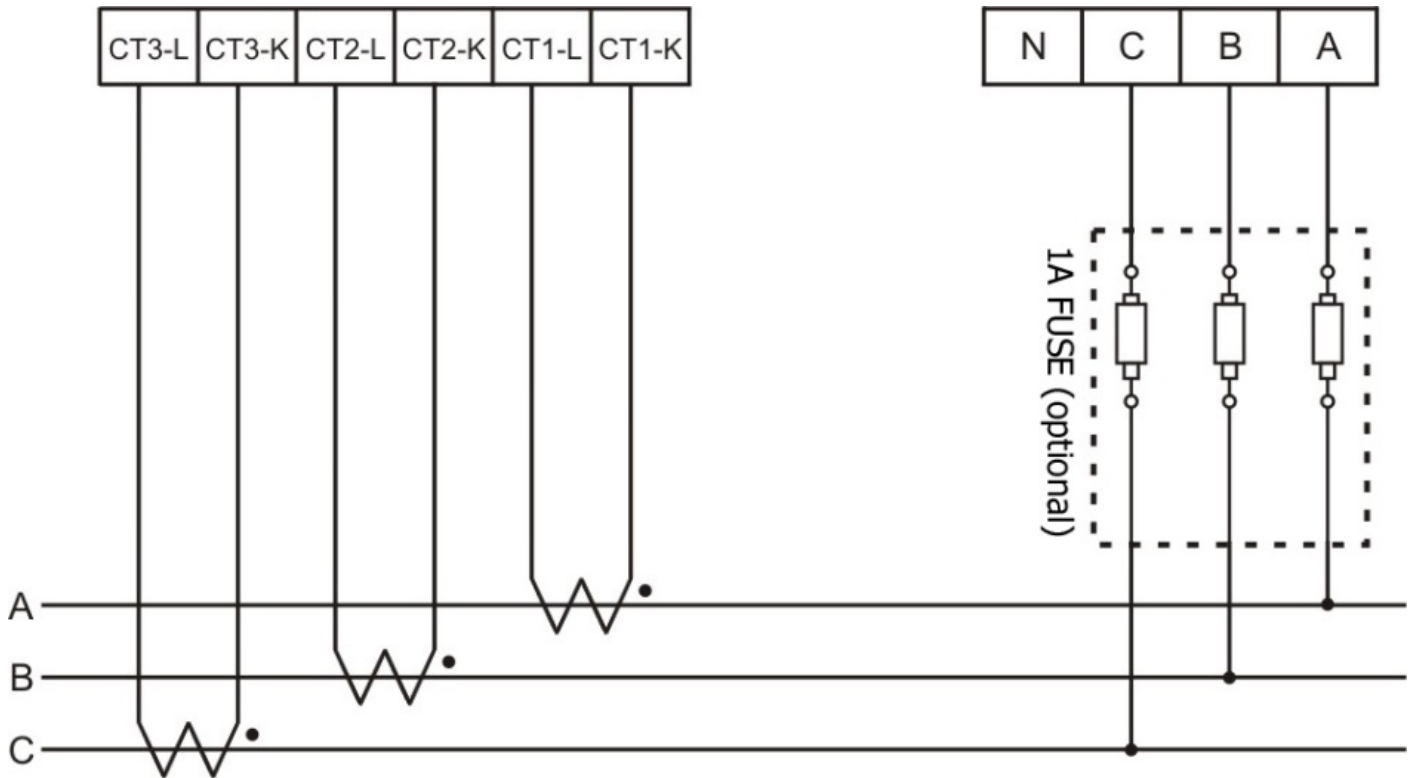 CT3-L CT3-K CT2-L CT2-K CT1-L CT1-K
N C B A
1A FUSE (optional)
A
B
C